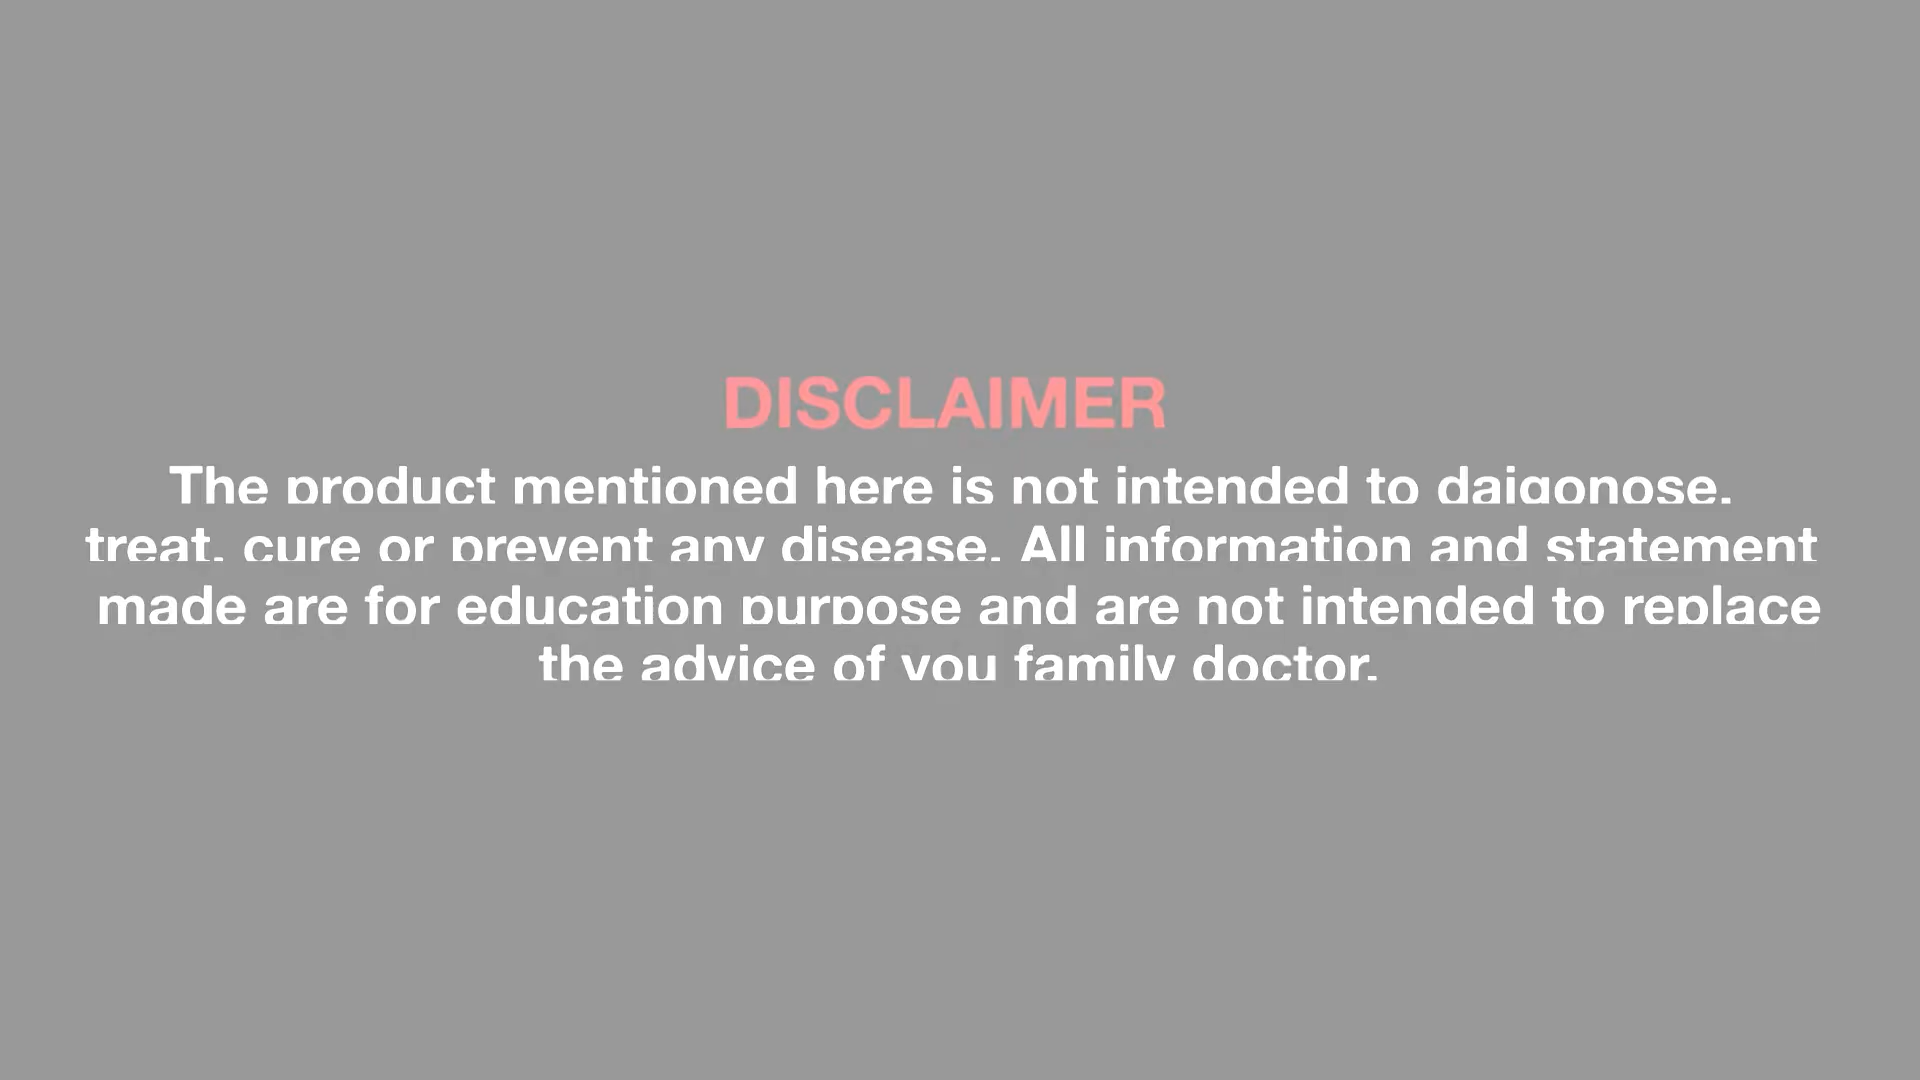 DISCLAIMER
The product mentioned here is not intended to daigonose,
treat, cure or prevent any disease. All information and statement
made are for education purpose and are not intended to replace
the advice of you family doctor.